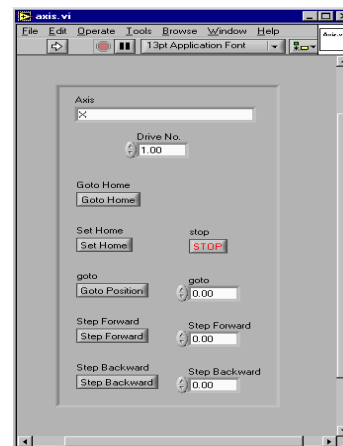 axis.vi
File Edit Operate Tools Browse Window Help
13pt Application Font
Axis
X
Drive No.
1.00
Goto Home
Goto Home
Set Home
stop
Set Home
STOP
goto
goto
Goto Position
0.00
Step Forward
Step Forward
Step Forward
0.00
Step Backward
Step Backward
Step Backward
0.00